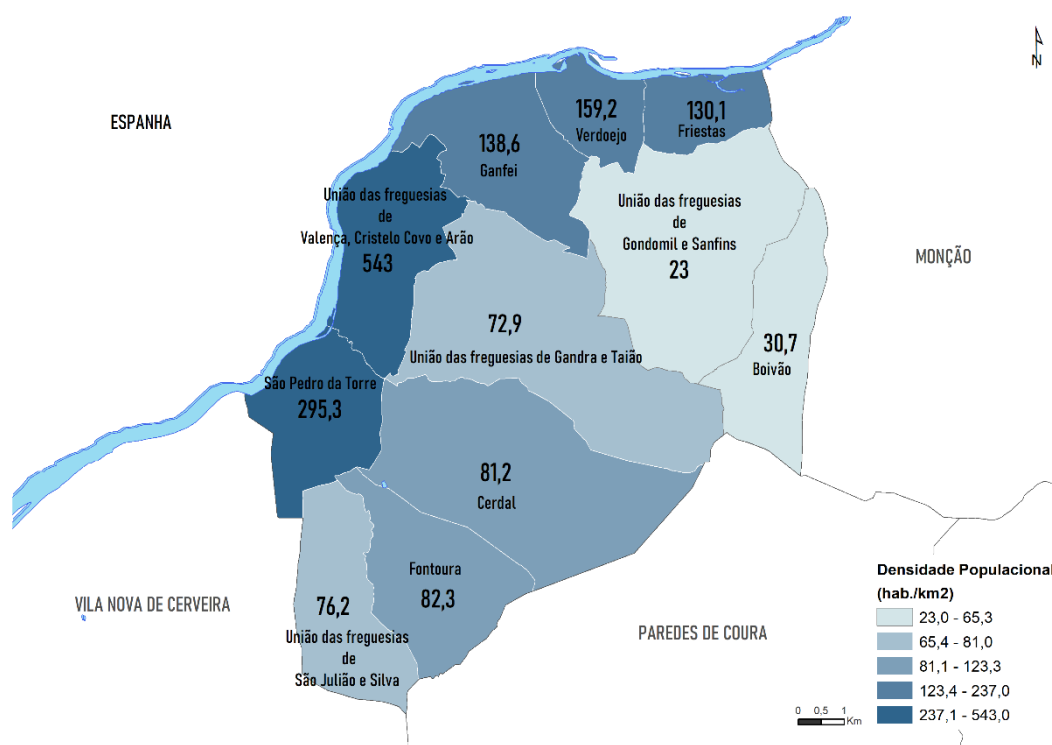 N
ESPANHA
159,2
Verdoejo
130,1
Friestas
138,6
Ganfei
União das freguesias
de
Valença, Cristelo Covo e Arão
543
União das freguesias
de
Gondomil e Sanfins
23
MONÇÃO
72,9
União das freguesias de Gandra e Taião
30,7
Boivão
São Pedro da Torre
295,3
81,2
Cerdal
Fontoura
82,3
VILA NOVA DE CERVEIRA
76,2
União das freguesias
de
São Julião e Silva
PAREDES DE COURA
Densidade Populacional
(hab./km2)
23,0 - 65,3
65,4 - 81,0
81,1 - 123,3
123,4 - 237,0
237,1 - 543,0
0 0,5 1
Km